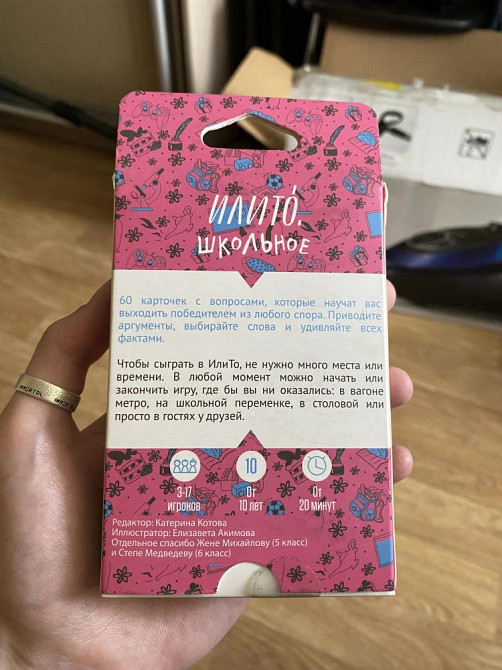 ИЛИТО́.
ШКОЛЬНОЕ
60 карточек с вопросами, которые научат вас
выходить победителем из любого спора. Приводите
аргументы, выбирайте слова и удивляйте всех
фактами.
Чтобы сыграть в ИлиТо, не нужно много места или
времени. В любой момент можно начать или
закончить игру, где бы вы ни оказались: в вагоне
метро, на школьной переменке, в столовой или
просто в гостях у друзей.
10
3-17 От От
игроков 10 лет 20 минут
Редактор: Катерина Котова
Иллюстратор: Елизавета Акимова
Отдельное спасибо Жене Михайлову (5 класс)
и Степе Медведеву (6 класс)
IMMORTAL